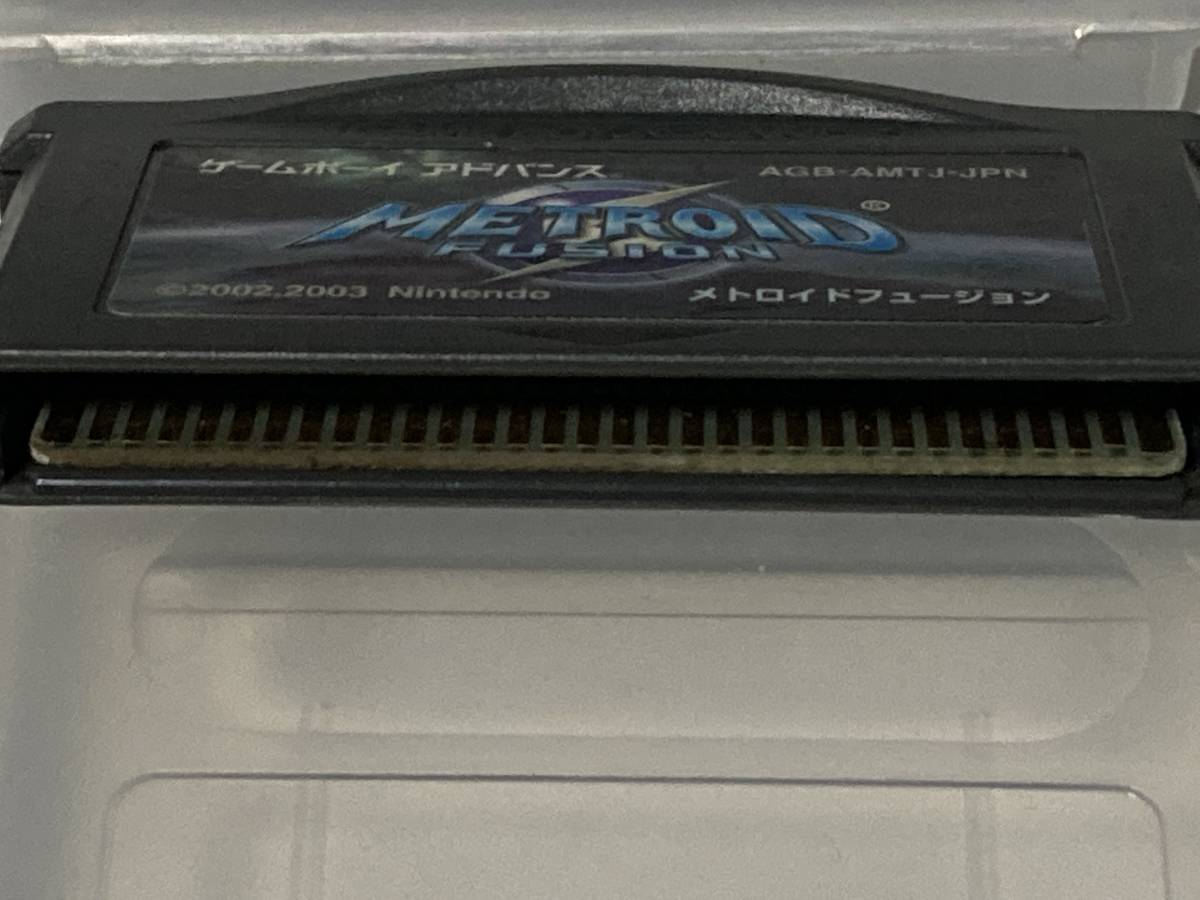 ゲームボーイ アドバンス
AGB-AMTJ-JPN
METROID®
FUSION
©2002,2003 Nintendo
メトロイドフュージョン